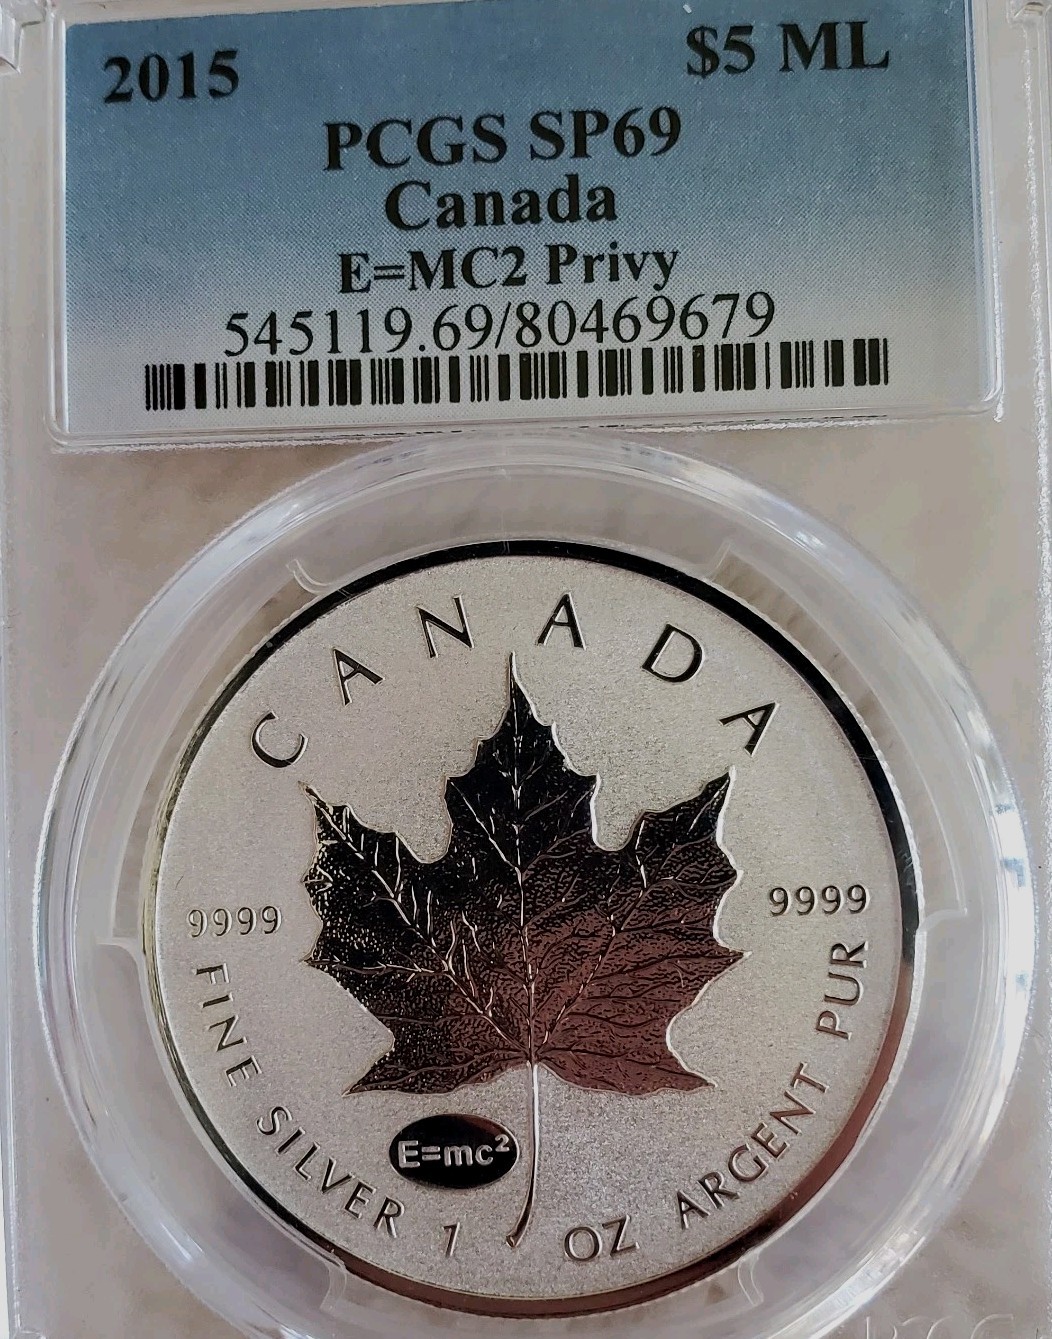 2015 $5 ML
PCGS SP69
Canada
E=MC2 Privy
545119.69/80469679
CANADA
9999 9999
FINE SILVER 1 OZ ARGENT PUR
E=mc²